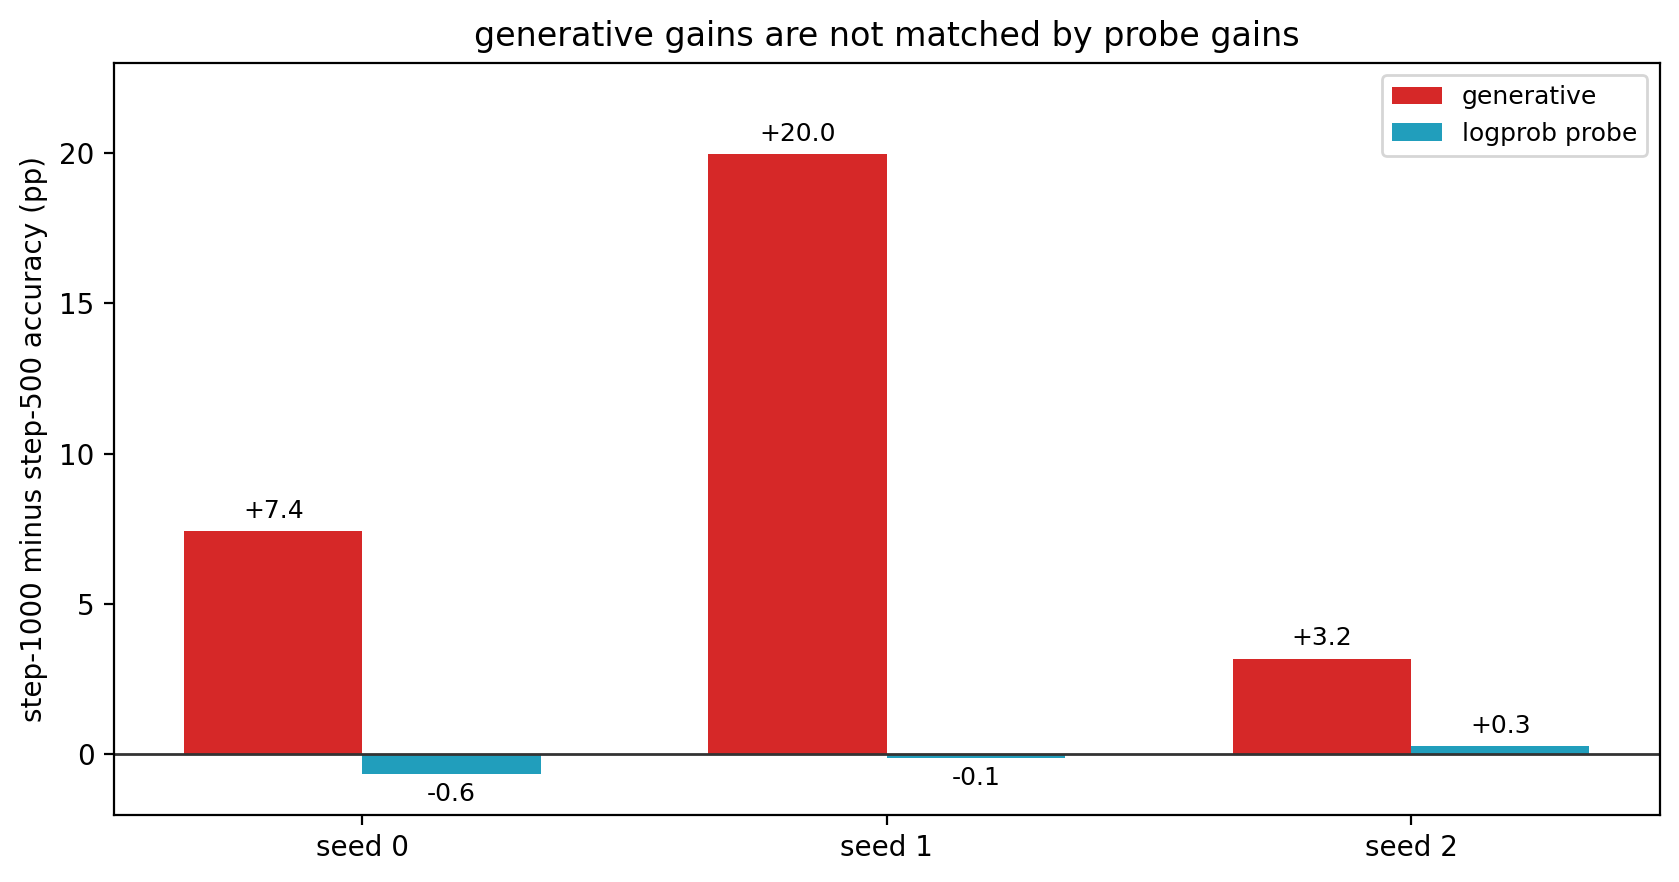 generative gains are not matched by probe gains
generative
logprob probe
step-1000 minus step-500 accuracy (pp)
20
15
10
5
0
+7.4
-0.6
+20.0
-0.1
+3.2
+0.3
seed 0
seed 1
seed 2